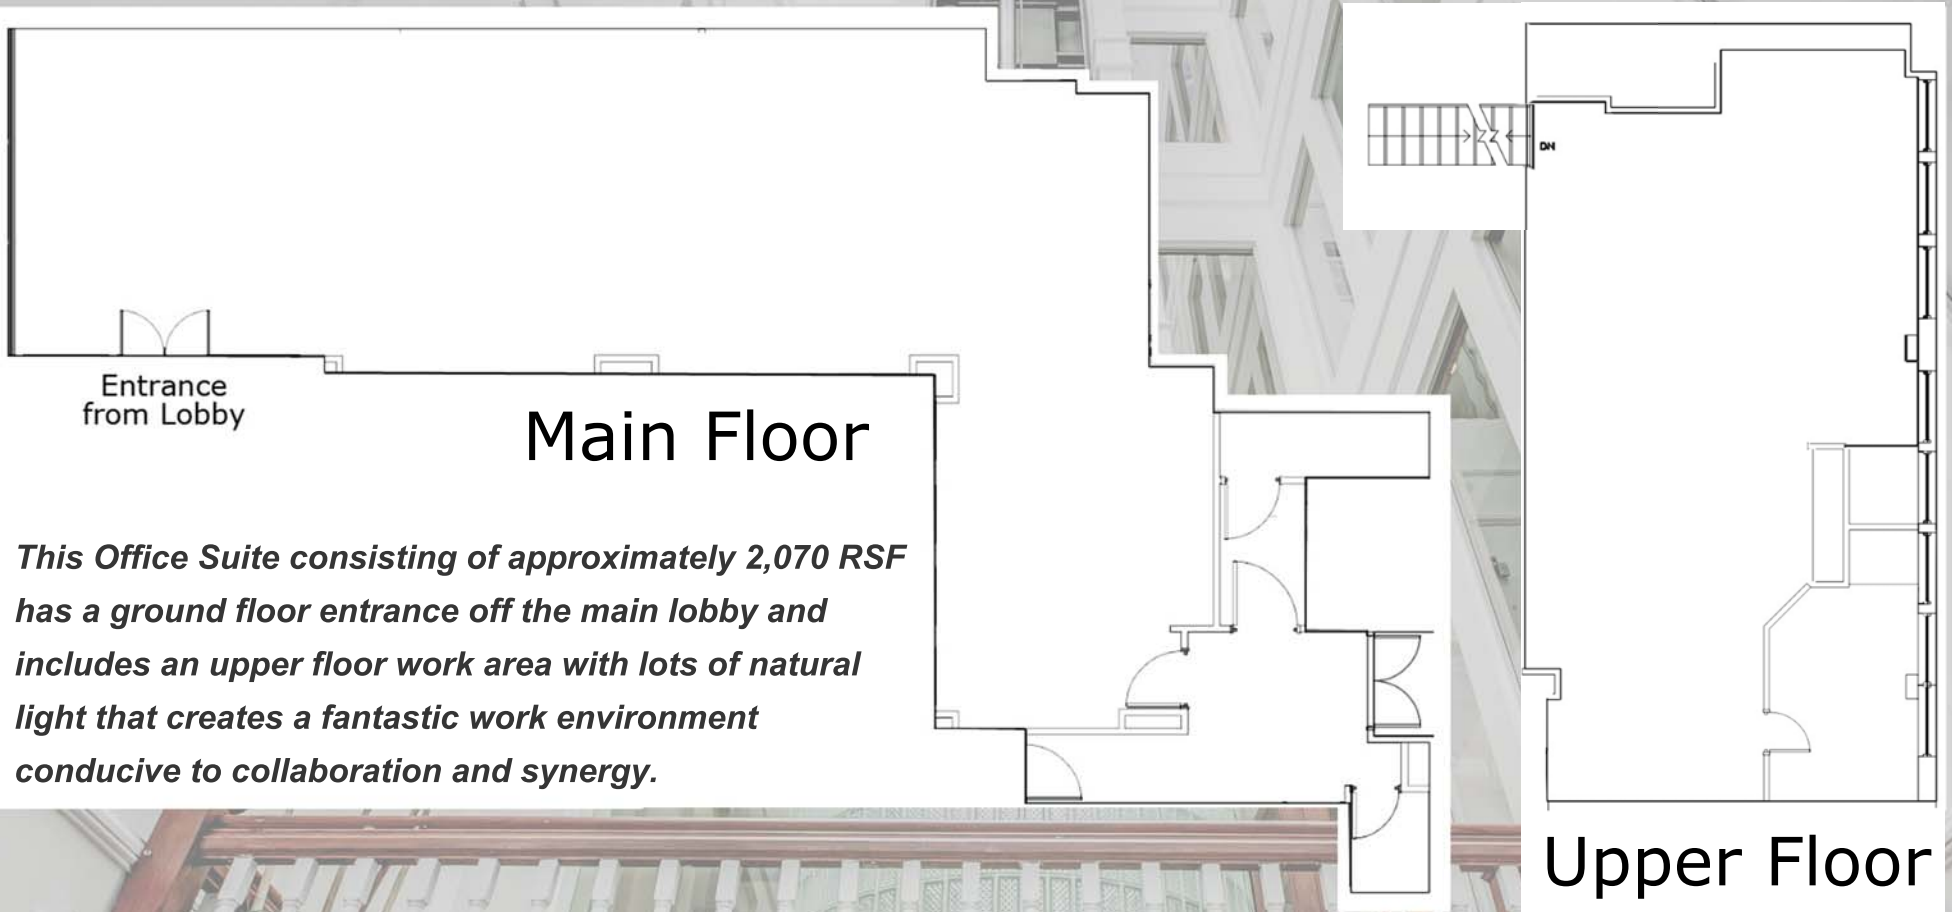 DN
Entrance
from Lobby
Main Floor
This Office Suite consisting of approximately 2,070 RSF
has a ground floor entrance off the main lobby and
includes an upper floor work area with lots of natural
light that creates a fantastic work environment
conducive to collaboration and synergy.
Upper Floor